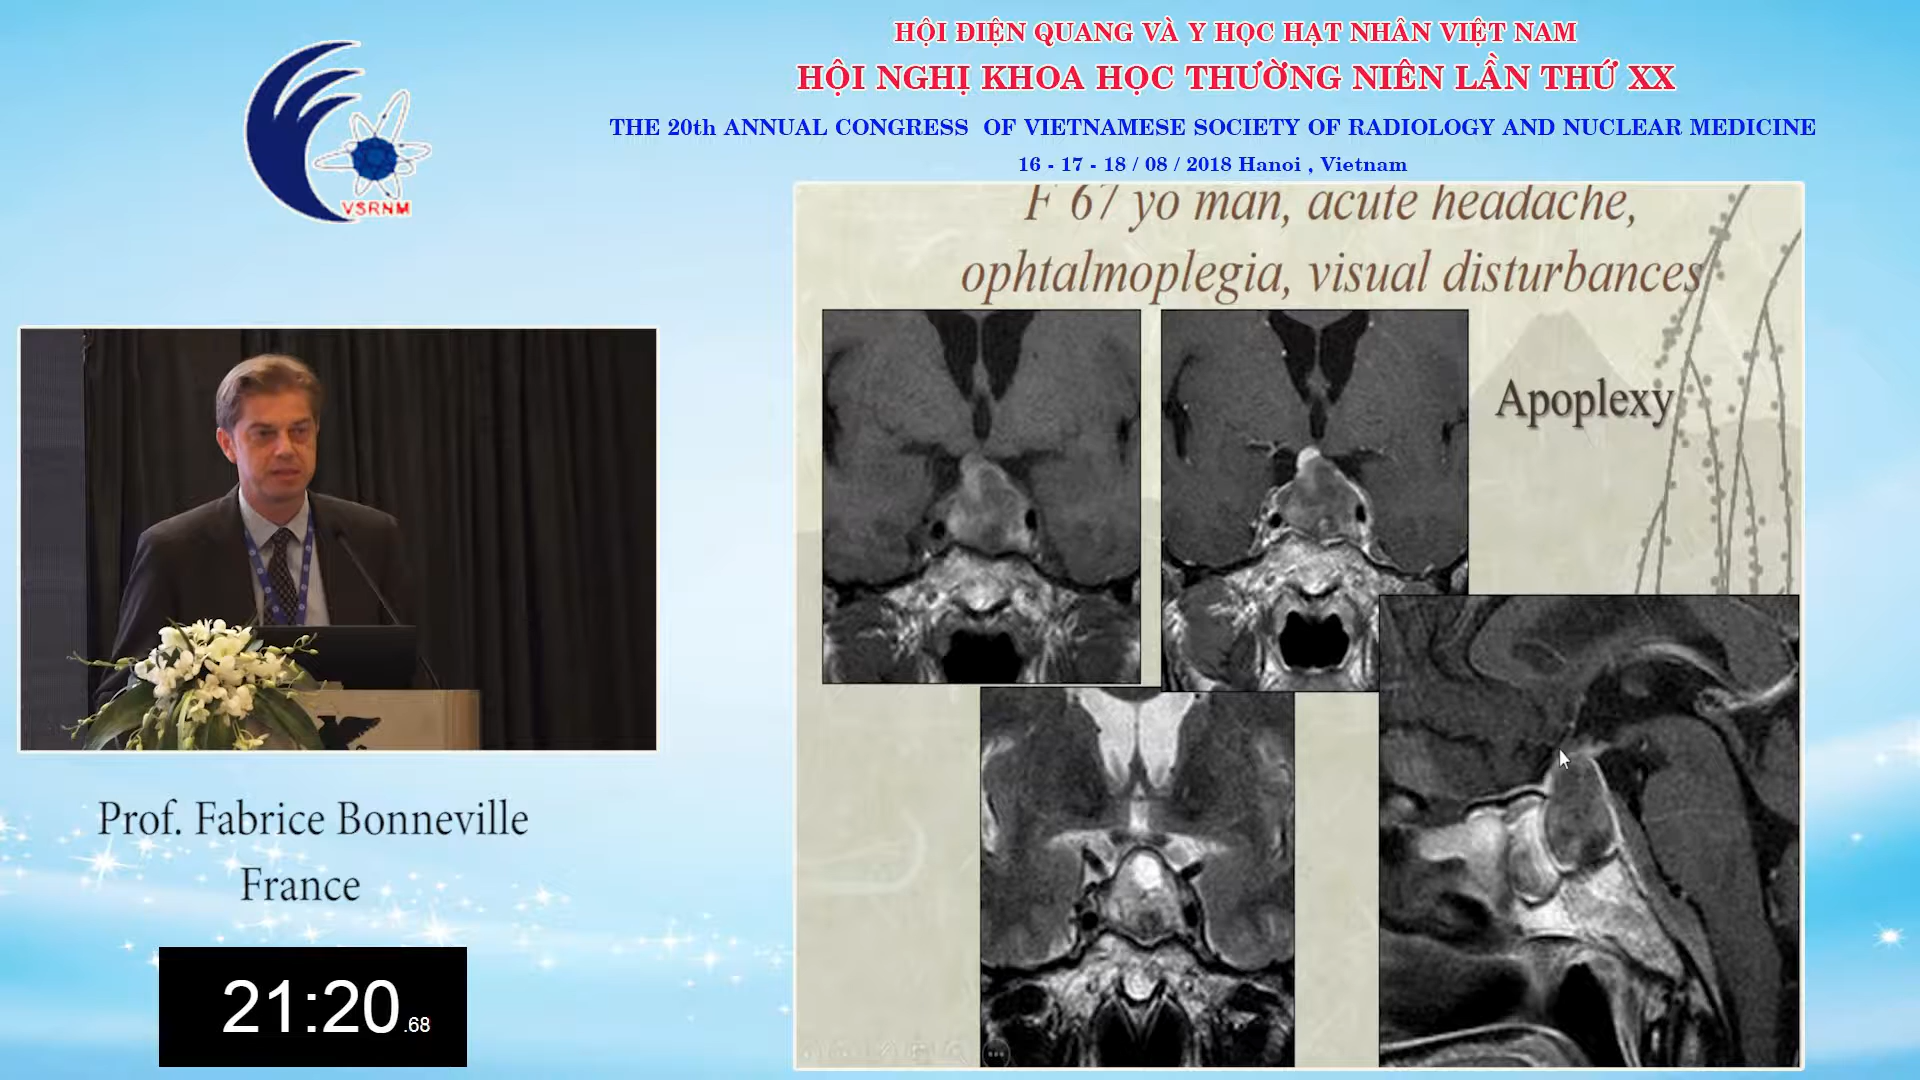 HỘI ĐIỆN QUANG VÀ Y HỌC HẠT NHÂN VIỆT NAM
HỘI NGHỊ KHOA HỌC THƯỜNG NIÊN LẦN THỨ XX
THE 20th ANNUAL CONGRESS OF VIETNAMESE SOCIETY OF RADIOLOGY AND NUCLEAR MEDICINE
16 - 17 - 18 / 08 / 2018 Hanoi , Vietnam
VSRNM
F 67 yo man, acute headache,
ophtalmoplegia, visual disturbances
Apoplexy
Prof. Fabrice Bonneville
France
21:20.68